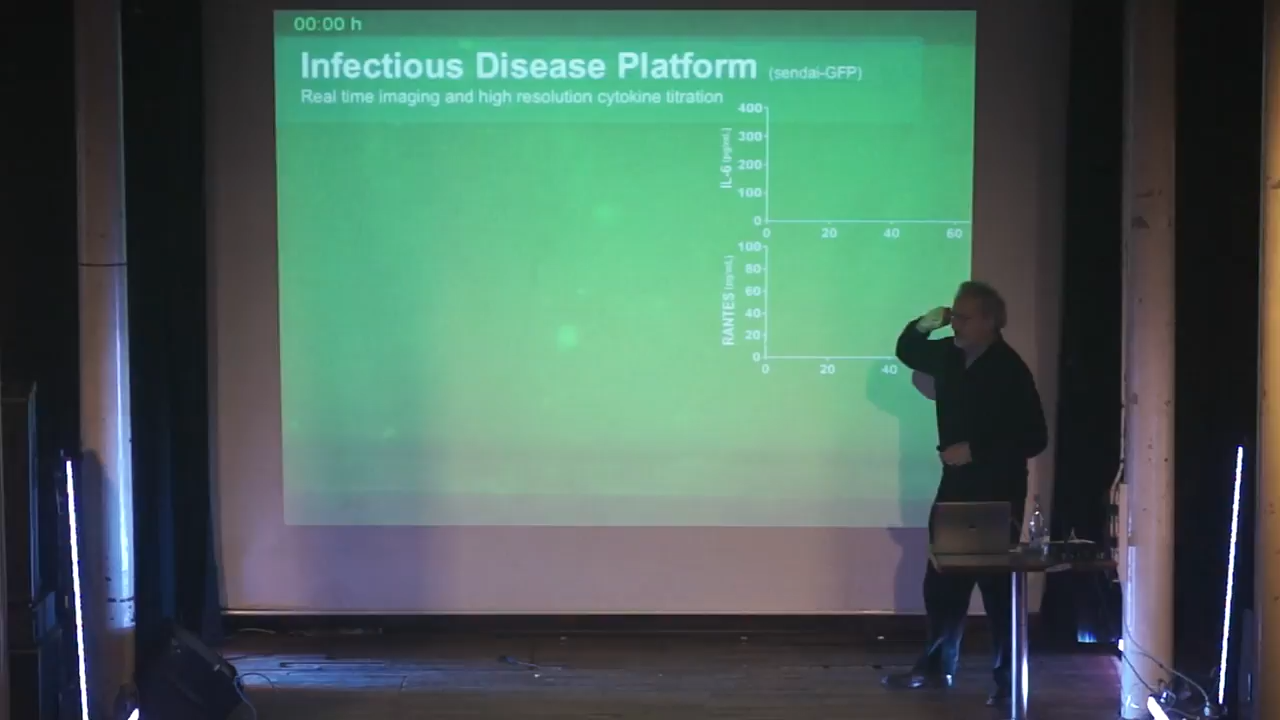 00:00 h
Infectious Disease Platform (sendai-GFP)
Real time imaging and high resolution cytokine titration
400
300
200
100
0
IL-6 (pg/mL)
0 20 40 60
100
80
60
40
20
0
RANTES (pg/mL)
0 20 40